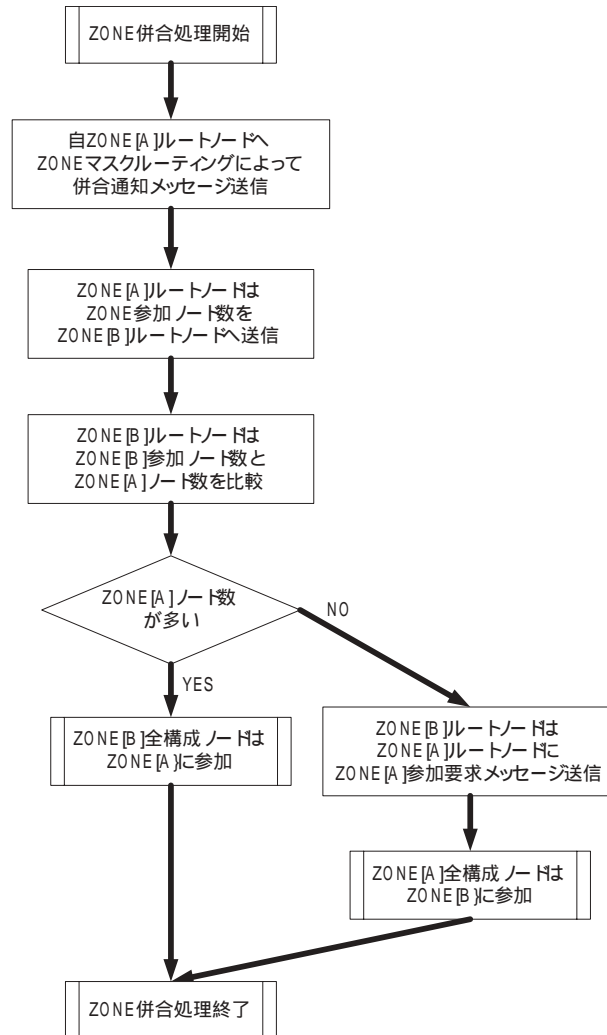 ZONE併合処理開始
自ZONE[A]ルートノードへ
ZONEマスクルーティングによって
併合通知メッセージ送信
ZONE[A]ルートノードは
ZONE参加ノード数を
ZONE[B]ルートノードへ送信
ZONE[B]ルートノードは
ZONE[B]参加ノード数と
ZONE[A]ノード数を比較
ZONE[A]ノード数
が多い
NO
YES
ZONE[B]全構成ノードは
ZONE[A]に参加
ZONE[B]ルートノードは
ZONE[A]ルートノードに
ZONE[A]参加要求メッセージ送信
ZONE[A]全構成ノードは
ZONE[B]に参加
ZONE併合処理終了